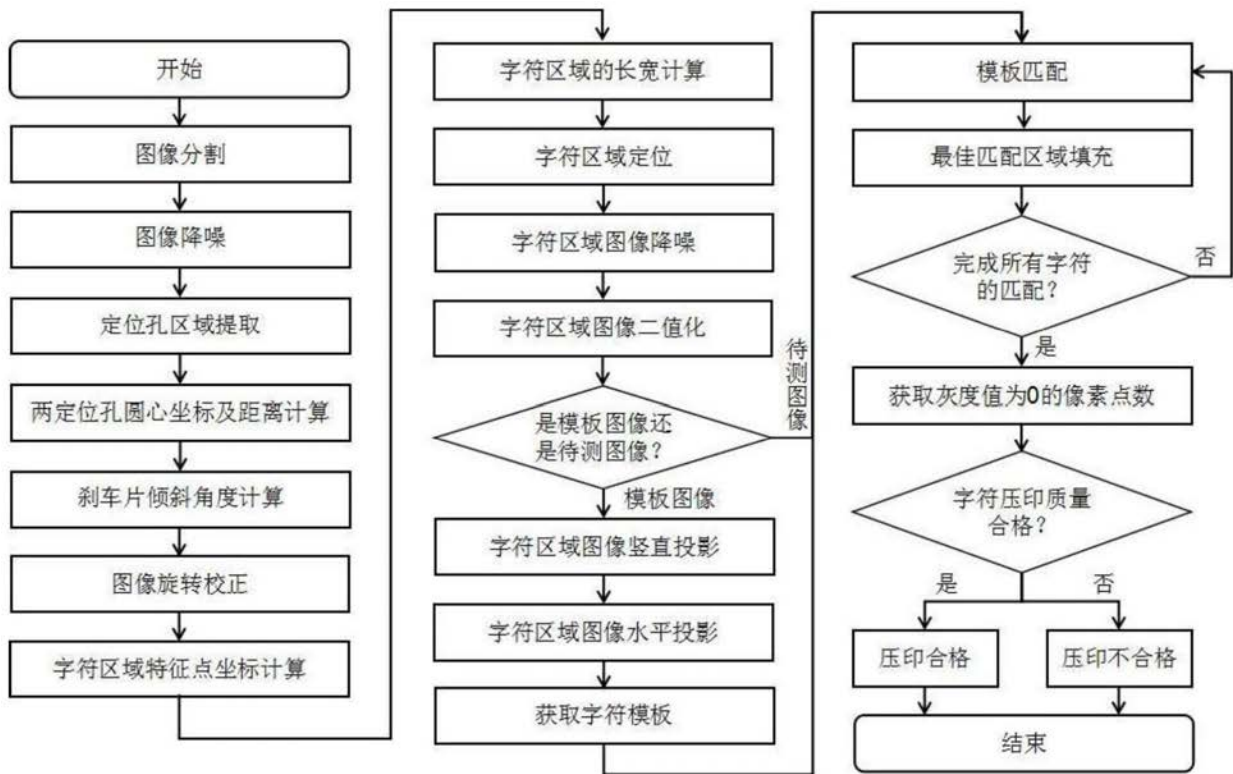 开始
图像分割
图像降噪
定位孔区域提取
两定位孔圆心坐标及距离计算
刹车片倾斜角度计算
图像旋转校正
字符区域特征点坐标计算
字符区域的长宽计算
字符区域定位
字符区域图像降噪
字符区域图像二值化
是模板图像还
是待测图像？
待测图像
模板图像
字符区域图像竖直投影
字符区域图像水平投影
获取字符模板
模板匹配
最佳匹配区域填充
完成所有字符
的匹配？
否
是
获取灰度值为0的像素点数
字符压印质量
合格？
是
否
压印合格
压印不合格
结束